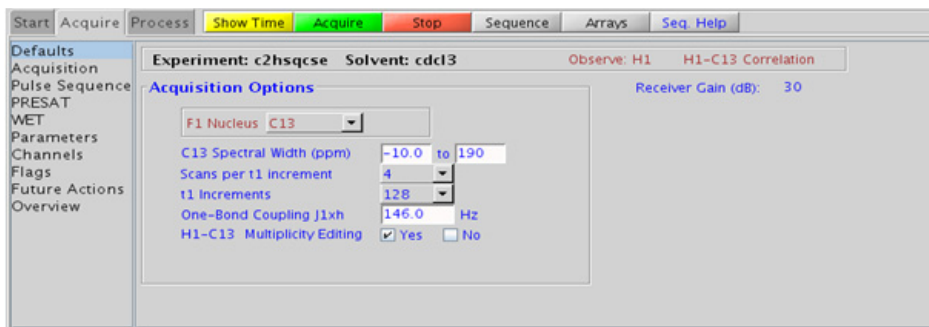 Start Acquire Process Show Time Acquire Stop Sequence Arrays Seq. Help
Defaults
Acquisition
Pulse Sequence
PRESAT
WET
Parameters
Channels
Flags
Future Actions
Overview
Experiment: c2hsqcse Solvent: cdcl3 Observe: H1 H1-C13 Correlation
Acquisition Options Receiver Gain (dB): 30
F1 Nucleus C13
C13 Spectral Width (ppm) -10.0 to 190
Scans per t1 increment 4
t1 Increments 128
One-Bond Coupling J1xh 146.0 Hz
H1-C13 Multiplicity Editing Yes No